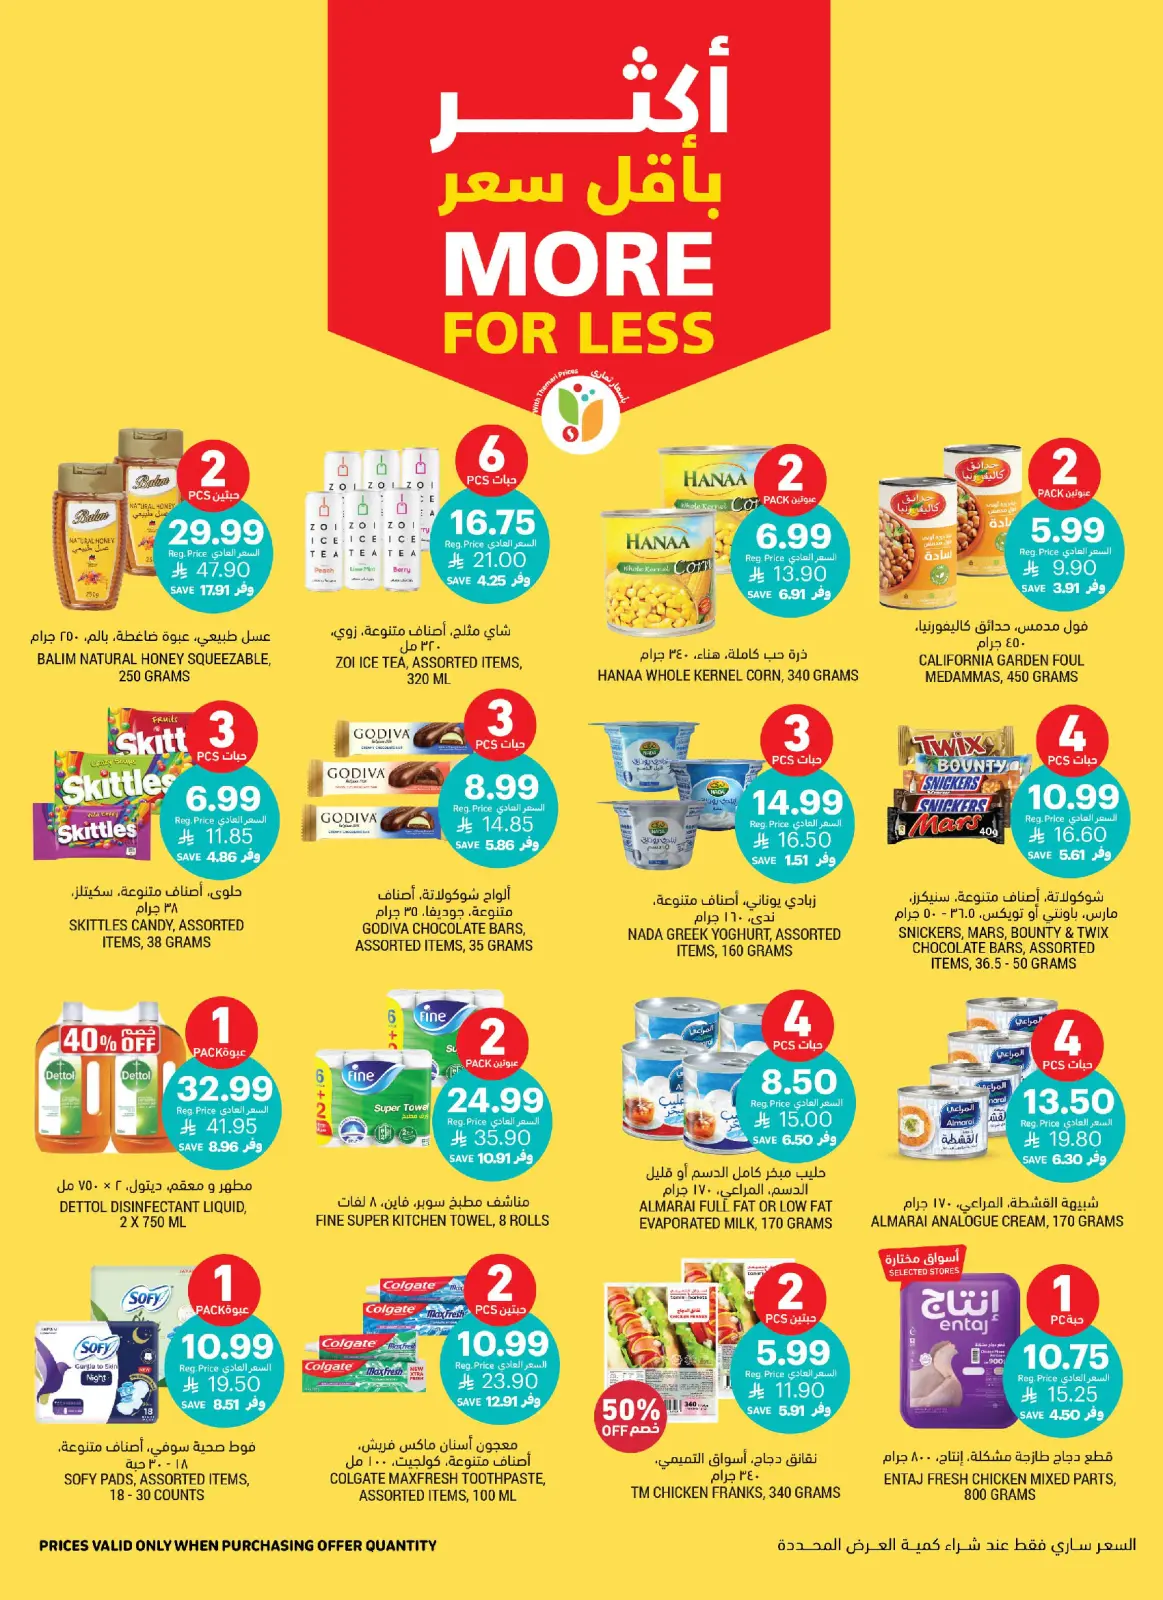 أكثر
بأقل سعر
MORE
FOR LESS
With Themari Prices بأسعار ثماري
2
PCS حبتين
29.99
Reg. Price السعر العادي
47.90
SAVE 17.91 وفر
عسل طبيعي، عبوة ضاغطة، بالم، ٢٥٠ جرام
BALIM NATURAL HONEY SQUEEZABLE,
250 GRAMS
6
PCS حبات
16.75
Reg. Price السعر العادي
21.00
SAVE 4.25 وفر
شاي مثلج، أصناف متنوعة، زوي،
٣٢٠ مل
ZOI ICE TEA, ASSORTED ITEMS,
320 ML
2
PACK عبوتين
6.99
Reg. Price السعر العادي
13.90
SAVE 6.91 وفر
ذرة حب كاملة، هناء، ٣٤٠ جرام
HANAA WHOLE KERNEL CORN, 340 GRAMS
2
PACK عبوتين
5.99
Reg. Price السعر العادي
9.90
SAVE 3.91 وفر
فول مدمس، حدائق كاليفورنيا،
٤٥٠ جرام
CALIFORNIA GARDEN FOUL
MEDAMMAS, 450 GRAMS
3
PCS حبات
6.99
Reg. Price السعر العادي
11.85
SAVE 4.86 وفر
حلوى، أصناف متنوعة، سكيتلز،
٣٨ جرام
SKITTLES CANDY, ASSORTED
ITEMS, 38 GRAMS
3
PCS حبات
8.99
Reg. Price السعر العادي
14.85
SAVE 5.86 وفر
ألواح شوكولاتة، أصناف
متنوعة، جوديفا، ٣٥ جرام
GODIVA CHOCOLATE BARS,
ASSORTED ITEMS, 35 GRAMS
3
PCS حبات
14.99
Reg. Price السعر العادي
16.50
SAVE 1.51 وفر
زبادي يوناني، أصناف متنوعة،
ندى، ١٦٠ جرام
NADA GREEK YOGHURT, ASSORTED
ITEMS, 160 GRAMS
4
PCS حبات
10.99
Reg. Price السعر العادي
16.60
SAVE 5.61 وفر
شوكولاتة، أصناف متنوعة، سنيكرز،
مارس، باونتي أو تويكس، ٣٦.٥ - ٥٠ جرام
SNICKERS, MARS, BOUNTY & TWIX
CHOCOLATE BARS, ASSORTED
ITEMS, 36.5 - 50 GRAMS
40% خصم OFF
1
PACK عبوة
32.99
Reg. Price السعر العادي
41.95
SAVE 8.96 وفر
مطهر و معقم، ديتول، ٢ × ٧٥٠ مل
DETTOL DISINFECTANT LIQUID,
2 X 750 ML
2
PACK عبوتين
24.99
Reg. Price السعر العادي
35.90
SAVE 10.91 وفر
مناشف مطبخ سوبر، فاين، ٨ لفات
FINE SUPER KITCHEN TOWEL, 8 ROLLS
4
PCS حبات
8.50
Reg. Price السعر العادي
15.00
SAVE 6.50 وفر
حليب مبخر كامل الدسم أو قليل
الدسم، المراعي، ١٧٠ جرام
ALMARAI FULL FAT OR LOW FAT
EVAPORATED MILK, 170 GRAMS
4
PCS حبات
13.50
Reg. Price السعر العادي
19.80
SAVE 6.30 وفر
شبيهة القشطة، المراعي، ١٧٠ جرام
ALMARAI ANALOGUE CREAM, 170 GRAMS
1
PACK عبوة
10.99
Reg. Price السعر العادي
19.50
SAVE 8.51 وفر
فوط صحية سوفي، أصناف متنوعة،
١٨ - ٣٠ حبة
SOFY PADS, ASSORTED ITEMS,
18 - 30 COUNTS
2
PCS حبتين
10.99
Reg. Price السعر العادي
23.90
SAVE 12.91 وفر
معجون أسنان ماكس فريش،
أصناف متنوعة، كولجيت، ١٠٠ مل
COLGATE MAXFRESH TOOTHPASTE,
ASSORTED ITEMS, 100 ML
50%
OFF خصم
2
PCS حبتين
5.99
Reg. Price السعر العادي
11.90
SAVE 5.91 وفر
نقانق دجاج، أسواق التميمي،
٣٤٠ جرام
TM CHICKEN FRANKS, 340 GRAMS
أسواق مختارة
SELECTED STORES
إنتاج
entaj
1
PC حبة
10.75
Reg. Price السعر العادي
15.25
SAVE 4.50 وفر
قطع دجاج طازجة مشكلة، إنتاج، ٨٠٠ جرام
ENTAJ FRESH CHICKEN MIXED PARTS,
800 GRAMS
PRICES VALID ONLY WHEN PURCHASING OFFER QUANTITY
السعر ساري فقط عند شراء كمية العرض المحددة